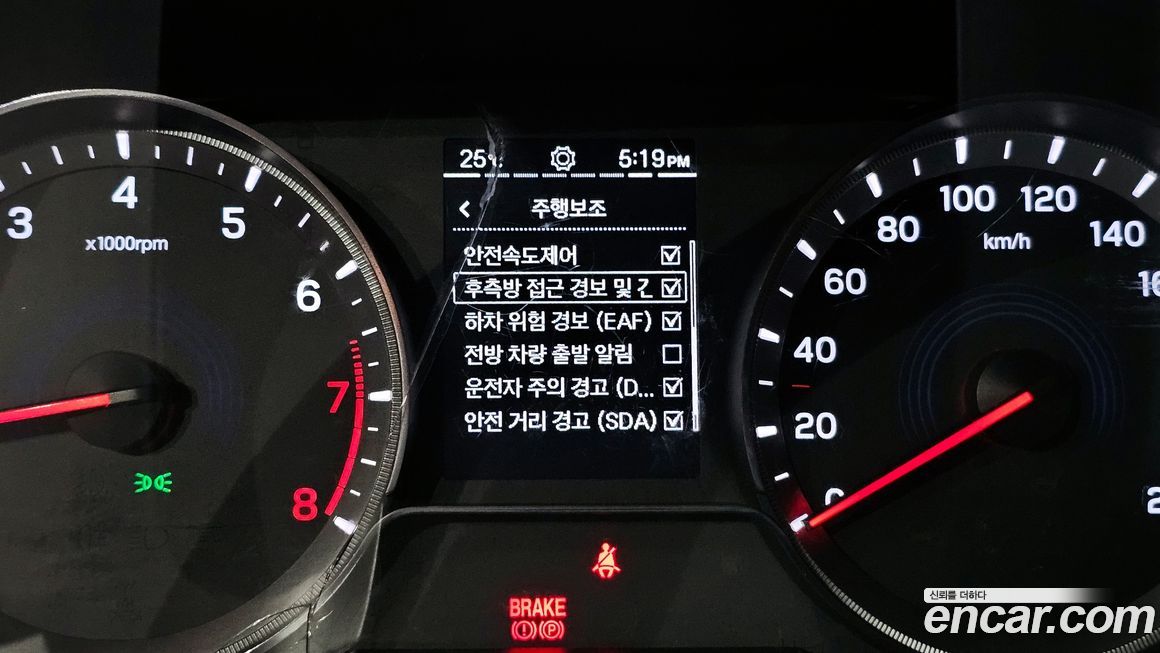 25℃ 5:19PM
주행보조
안전속도제어
후측방 접근 경보 및 긴
하차 위험 경보 (EAF)
전방 차량 출발 알림
운전자 주의 경고 (D...
안전 거리 경고 (SDA)
3
4
5
6
7
8
x1000rpm
0
20
40
60
80
100
120
140
km/h
BRAKE
신뢰를 더하다
encar.com